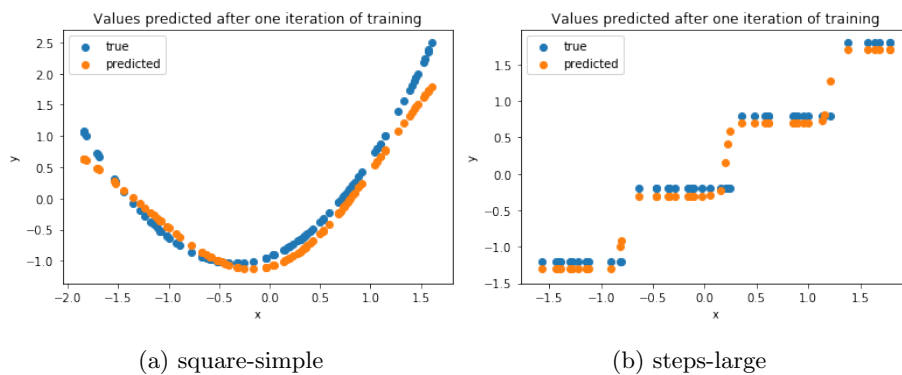 Values predicted after one iteration of training
true
predicted
y
2.5
2.0
1.5
1.0
0.5
0.0
−0.5
−1.0
−2.0 −1.5 −1.0 −0.5 0.0 0.5 1.0 1.5
x
(a) square-simple
Values predicted after one iteration of training
true
predicted
y
1.5
1.0
0.5
0.0
−0.5
−1.0
−1.5
−1.5 −1.0 −0.5 0.0 0.5 1.0 1.5
x
(b) steps-large